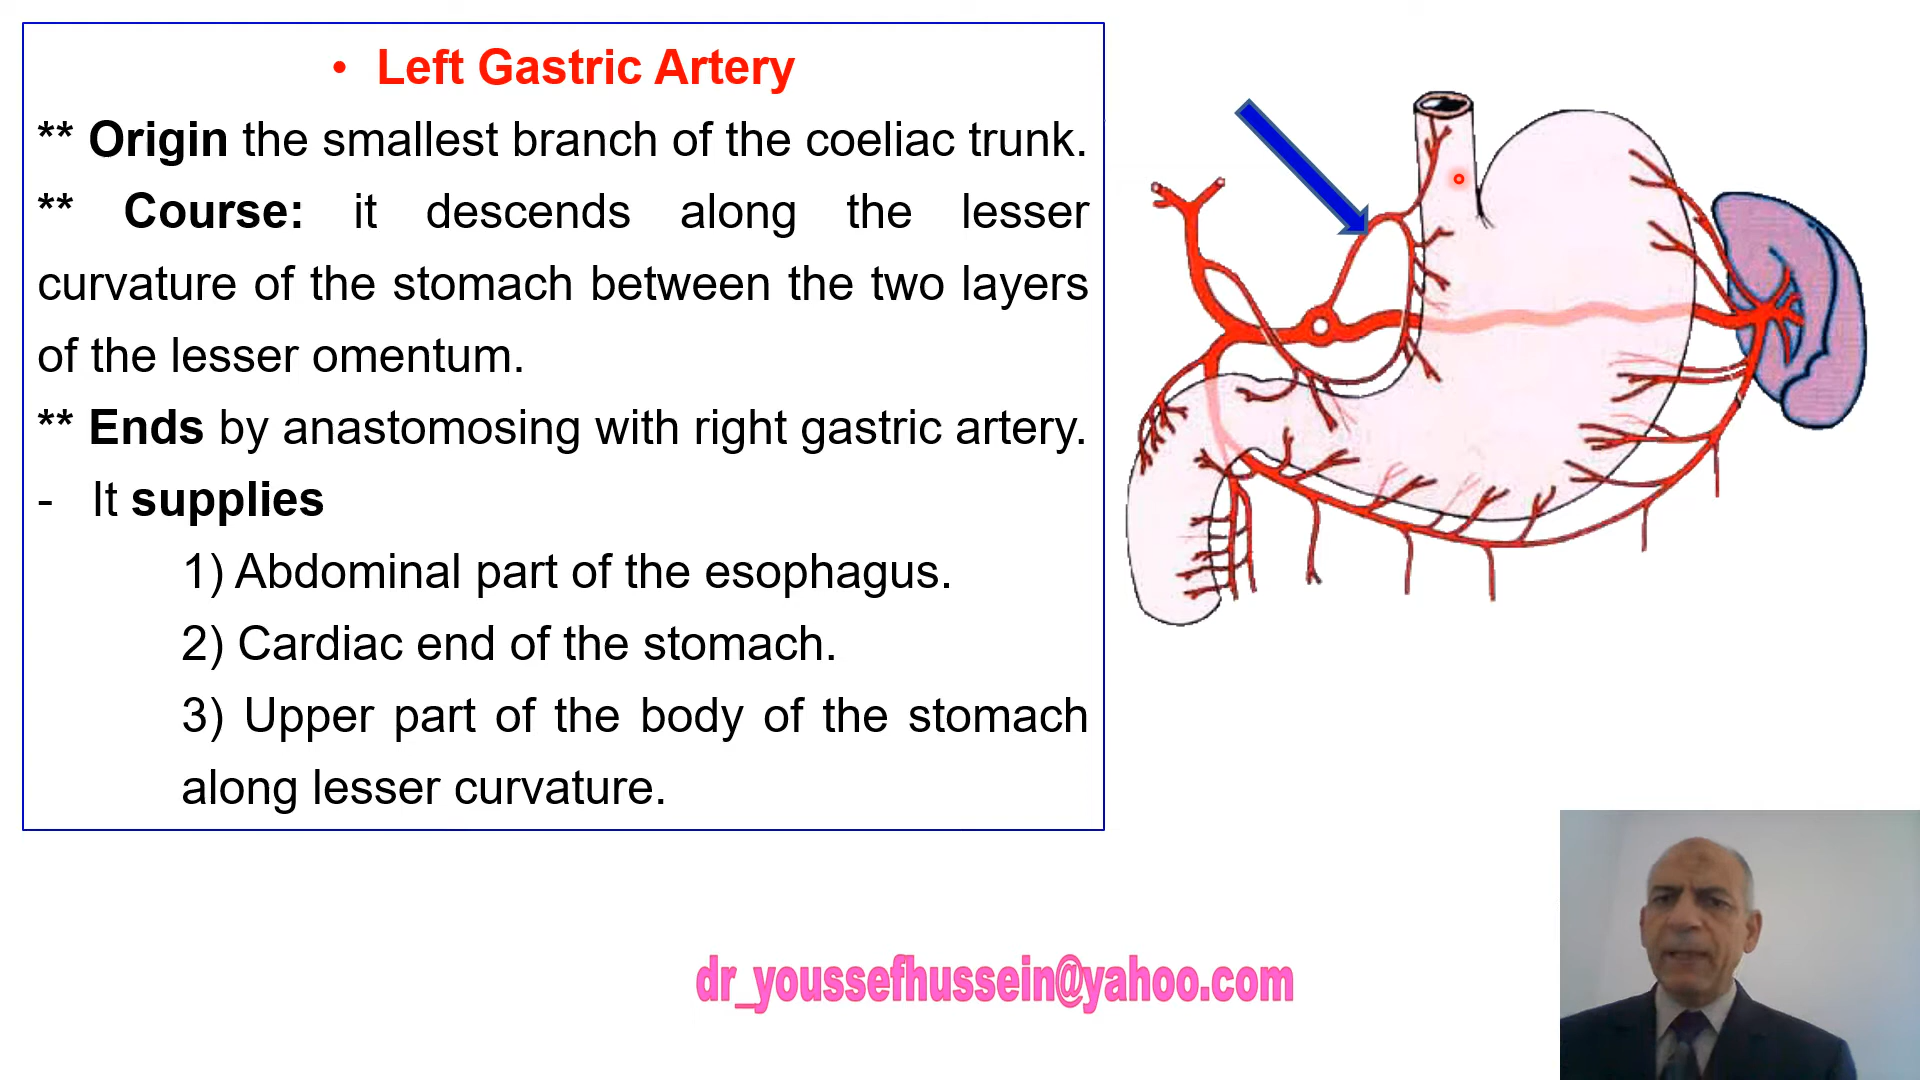 • Left Gastric Artery
** Origin the smallest branch of the coeliac trunk.
** Course: it descends along the lesser
curvature of the stomach between the two layers
of the lesser omentum.
** Ends by anastomosing with right gastric artery.
- It supplies
1) Abdominal part of the esophagus.
2) Cardiac end of the stomach.
3) Upper part of the body of the stomach
along lesser curvature.
dr_youssefhussein@yahoo.com